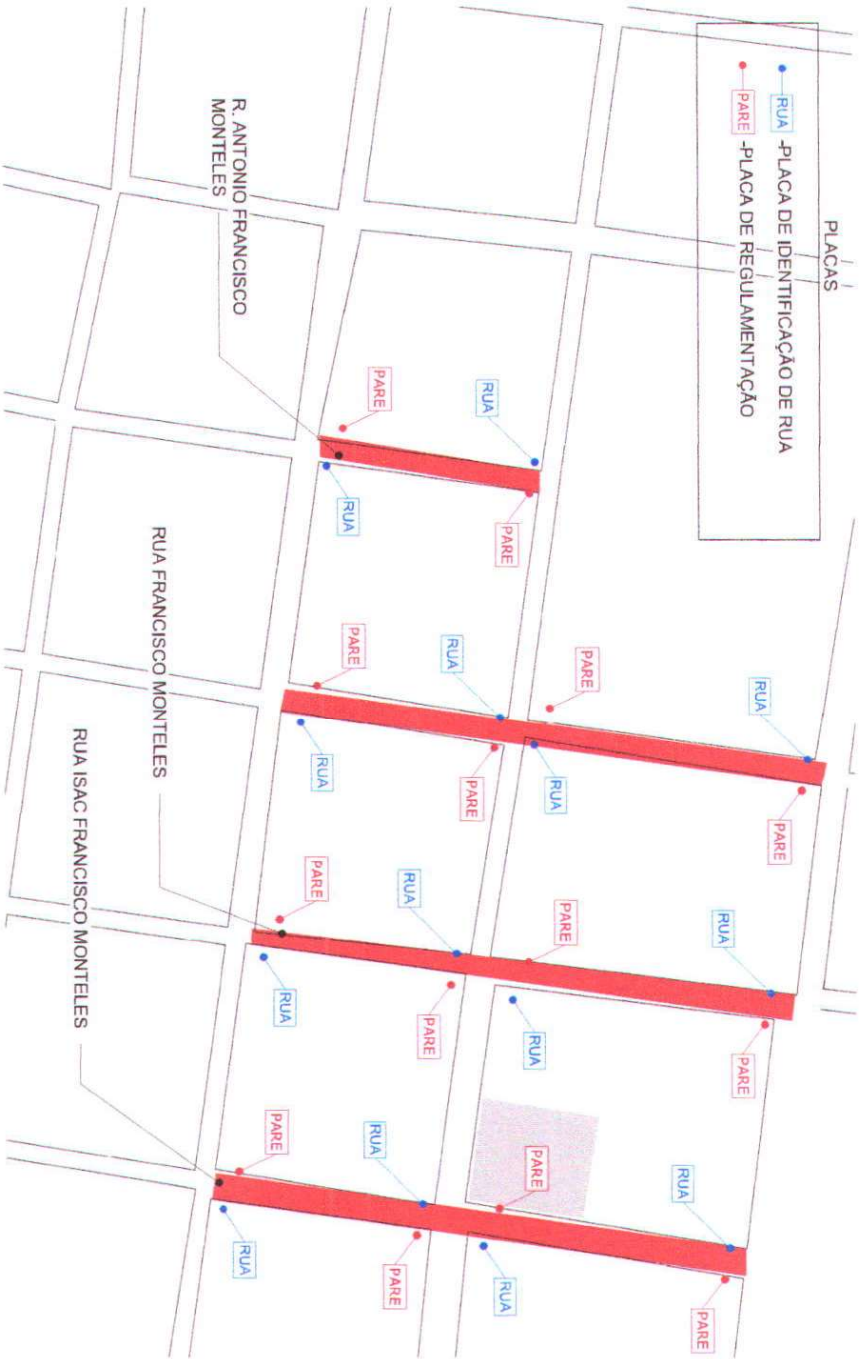 PLACAS
RUA -PLACA DE IDENTIFICAÇÃO DE RUA
PARE -PLACA DE REGULAMENTAÇÃO
RUA
PARE
RUA
PARE
RUA
PARE
PARE
RUA
PARE
RUA
PARE
RUA
RUA
PARE
RUA
PARE
RUA
PARE
RUA
PARE
PARE
RUA
PARE
RUA
PARE
RUA
PARE
RUA
R. ANTONIO FRANCISCO
MONTELES
RUA FRANCISCO MONTELES
RUA ISAC FRANCISCO MONTELES